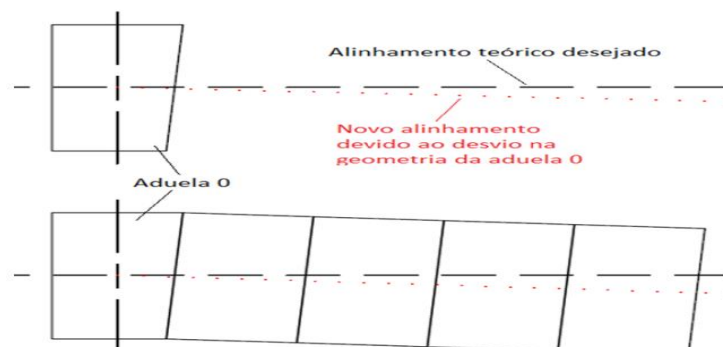 Alinhamento teórico desejado
Novo alinhamento
devido ao desvio na
geometria da aduela 0
Aduela 0